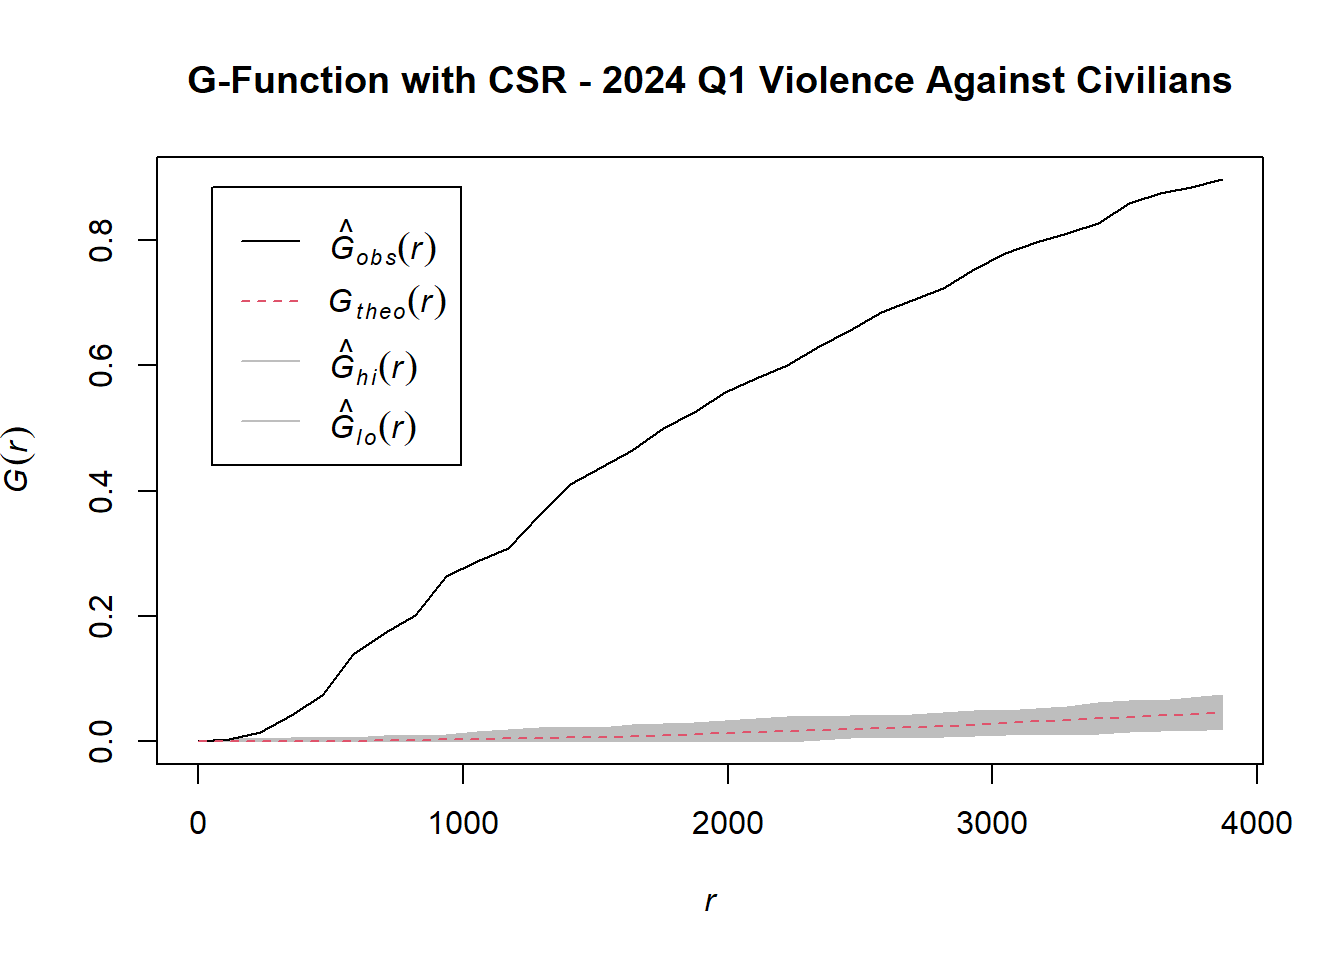 G-Function with CSR - 2024 Q1 Violence Against Civilians
Ĝobs(r)
Gtheo(r)
Ĝhi(r)
Ĝlo(r)
G(r)
0.8
0.6
0.4
0.2
0.0
0 1000 2000 3000 4000
r